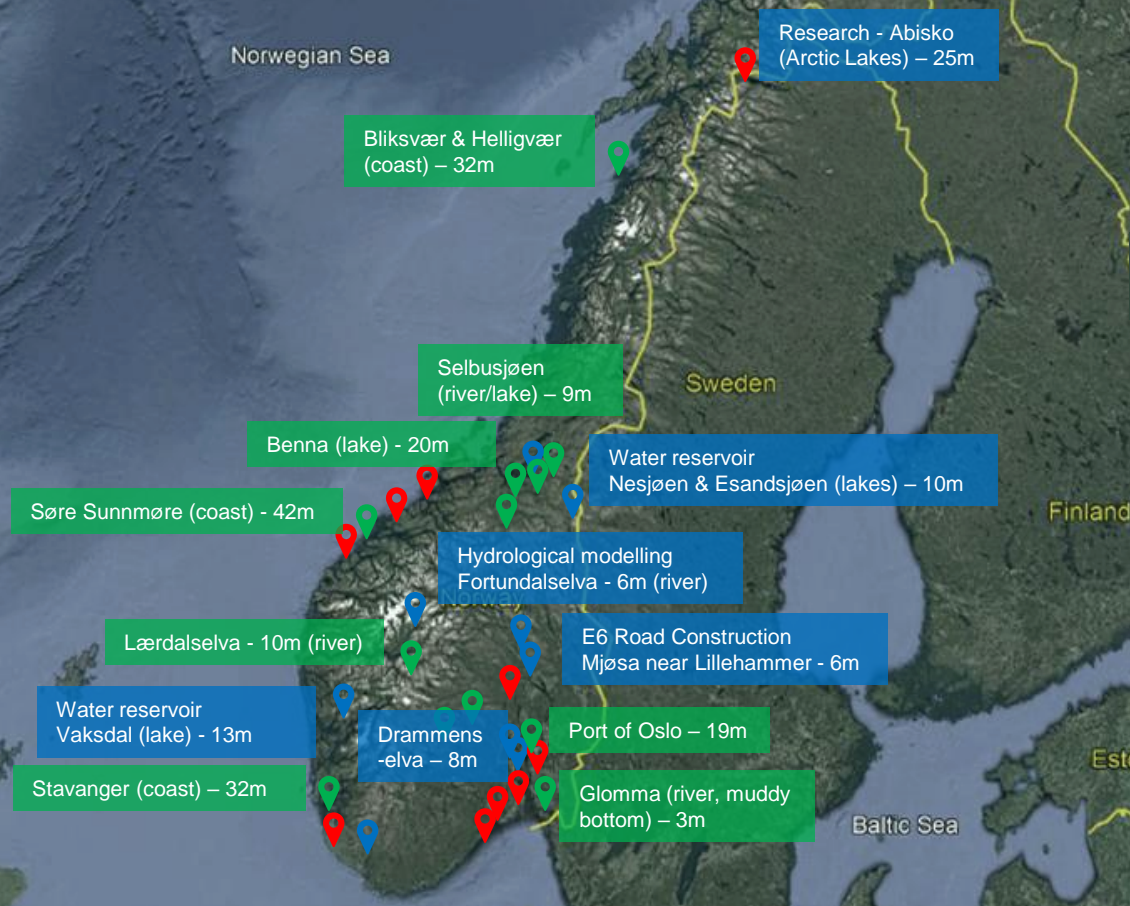 Research - Abisko
(Arctic Lakes) – 25m
Norwegian Sea
Bliksvær & Helligvær
(coast) – 32m
Selbusjøen
(river/lake) – 9m
Sweden
Benna (lake) - 20m
Water reservoir
Nesjøen & Esandsjøen (lakes) – 10m
Søre Sunnmøre (coast) - 42m
Finland
Hydrological modelling
Fortundalselva - 6m (river)
Norway
Lærdalselva - 10m (river)
E6 Road Construction
Mjøsa near Lillehammer - 6m
Water reservoir
Vaksdal (lake) - 13m
Drammens
-elva – 8m
Port of Oslo – 19m
Stavanger (coast) – 32m
Glomma (river, muddy
bottom) – 3m
Baltic Sea
Esto